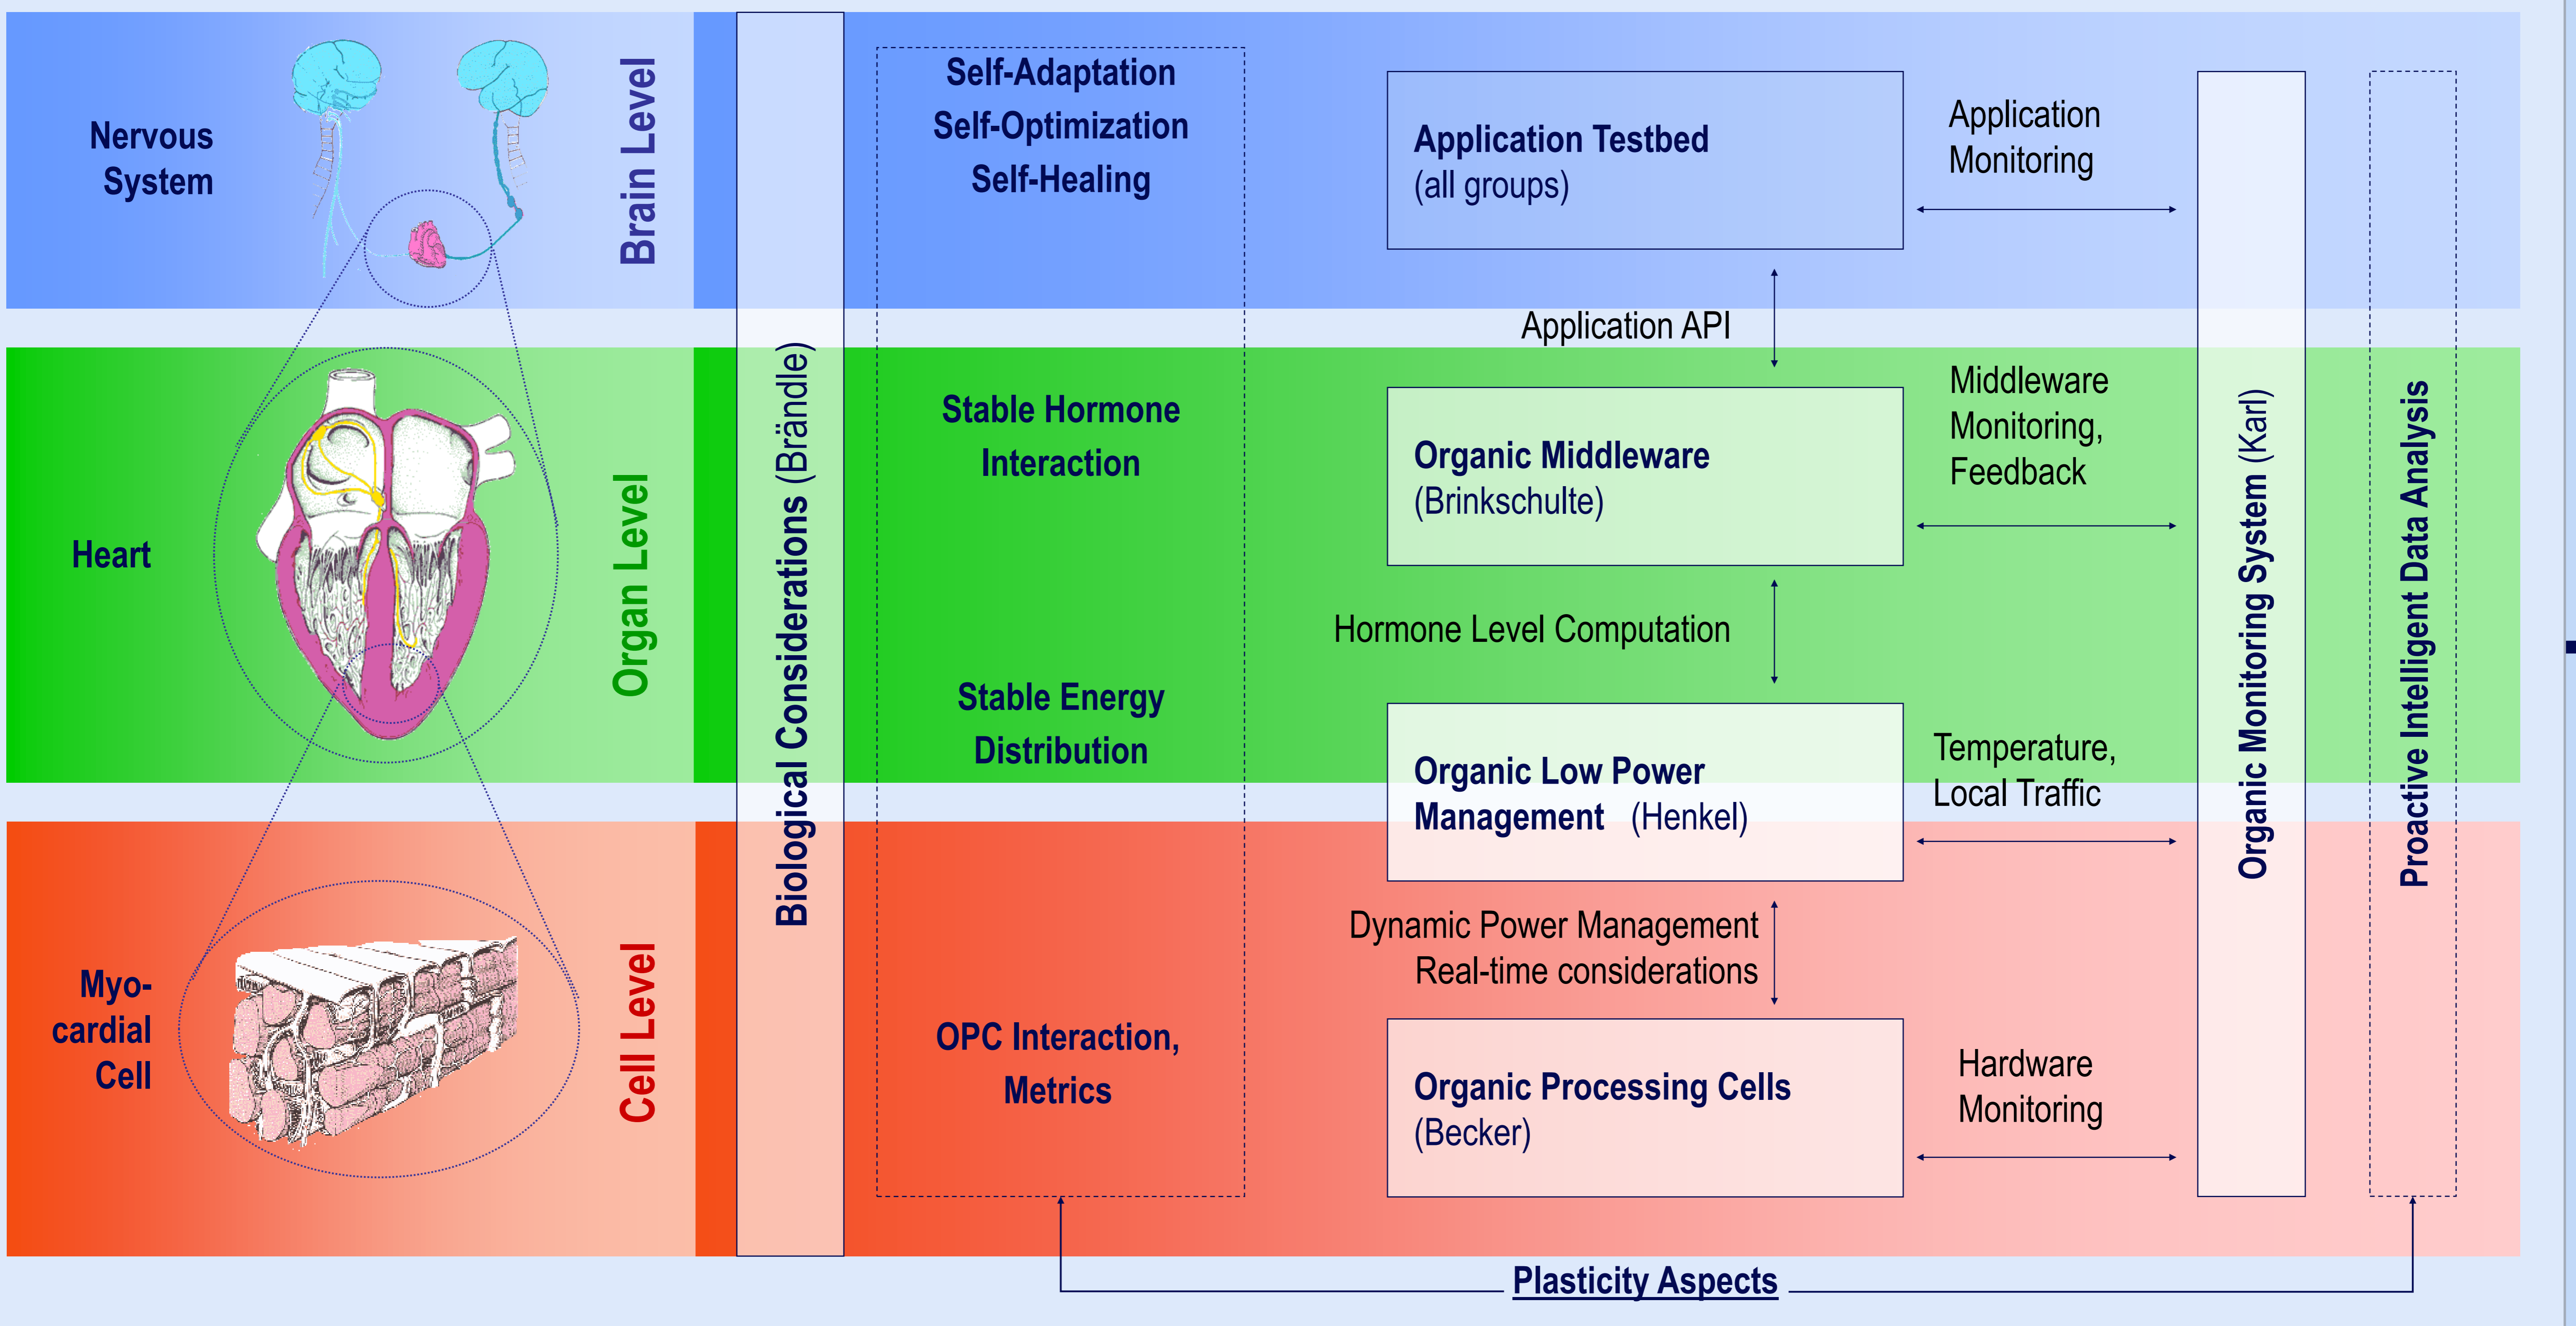 Nervous
System
Brain Level
Heart
Organ Level
Myo-
cardial
Cell
Cell Level
Biological Considerations (Brändle)
Self-Adaptation
Self-Optimization
Self-Healing
Stable Hormone
Interaction
Stable Energy
Distribution
OPC Interaction,
Metrics
Application Testbed
(all groups)
Application API
Organic Middleware
(Brinkschulte)
Hormone Level Computation
Organic Low Power
Management (Henkel)
Dynamic Power Management
Real-time considerations
Organic Processing Cells
(Becker)
Application
Monitoring
Middleware
Monitoring,
Feedback
Temperature,
Local Traffic
Hardware
Monitoring
Organic Monitoring System (Karl)
Proactive Intelligent Data Analysis
Plasticity Aspects